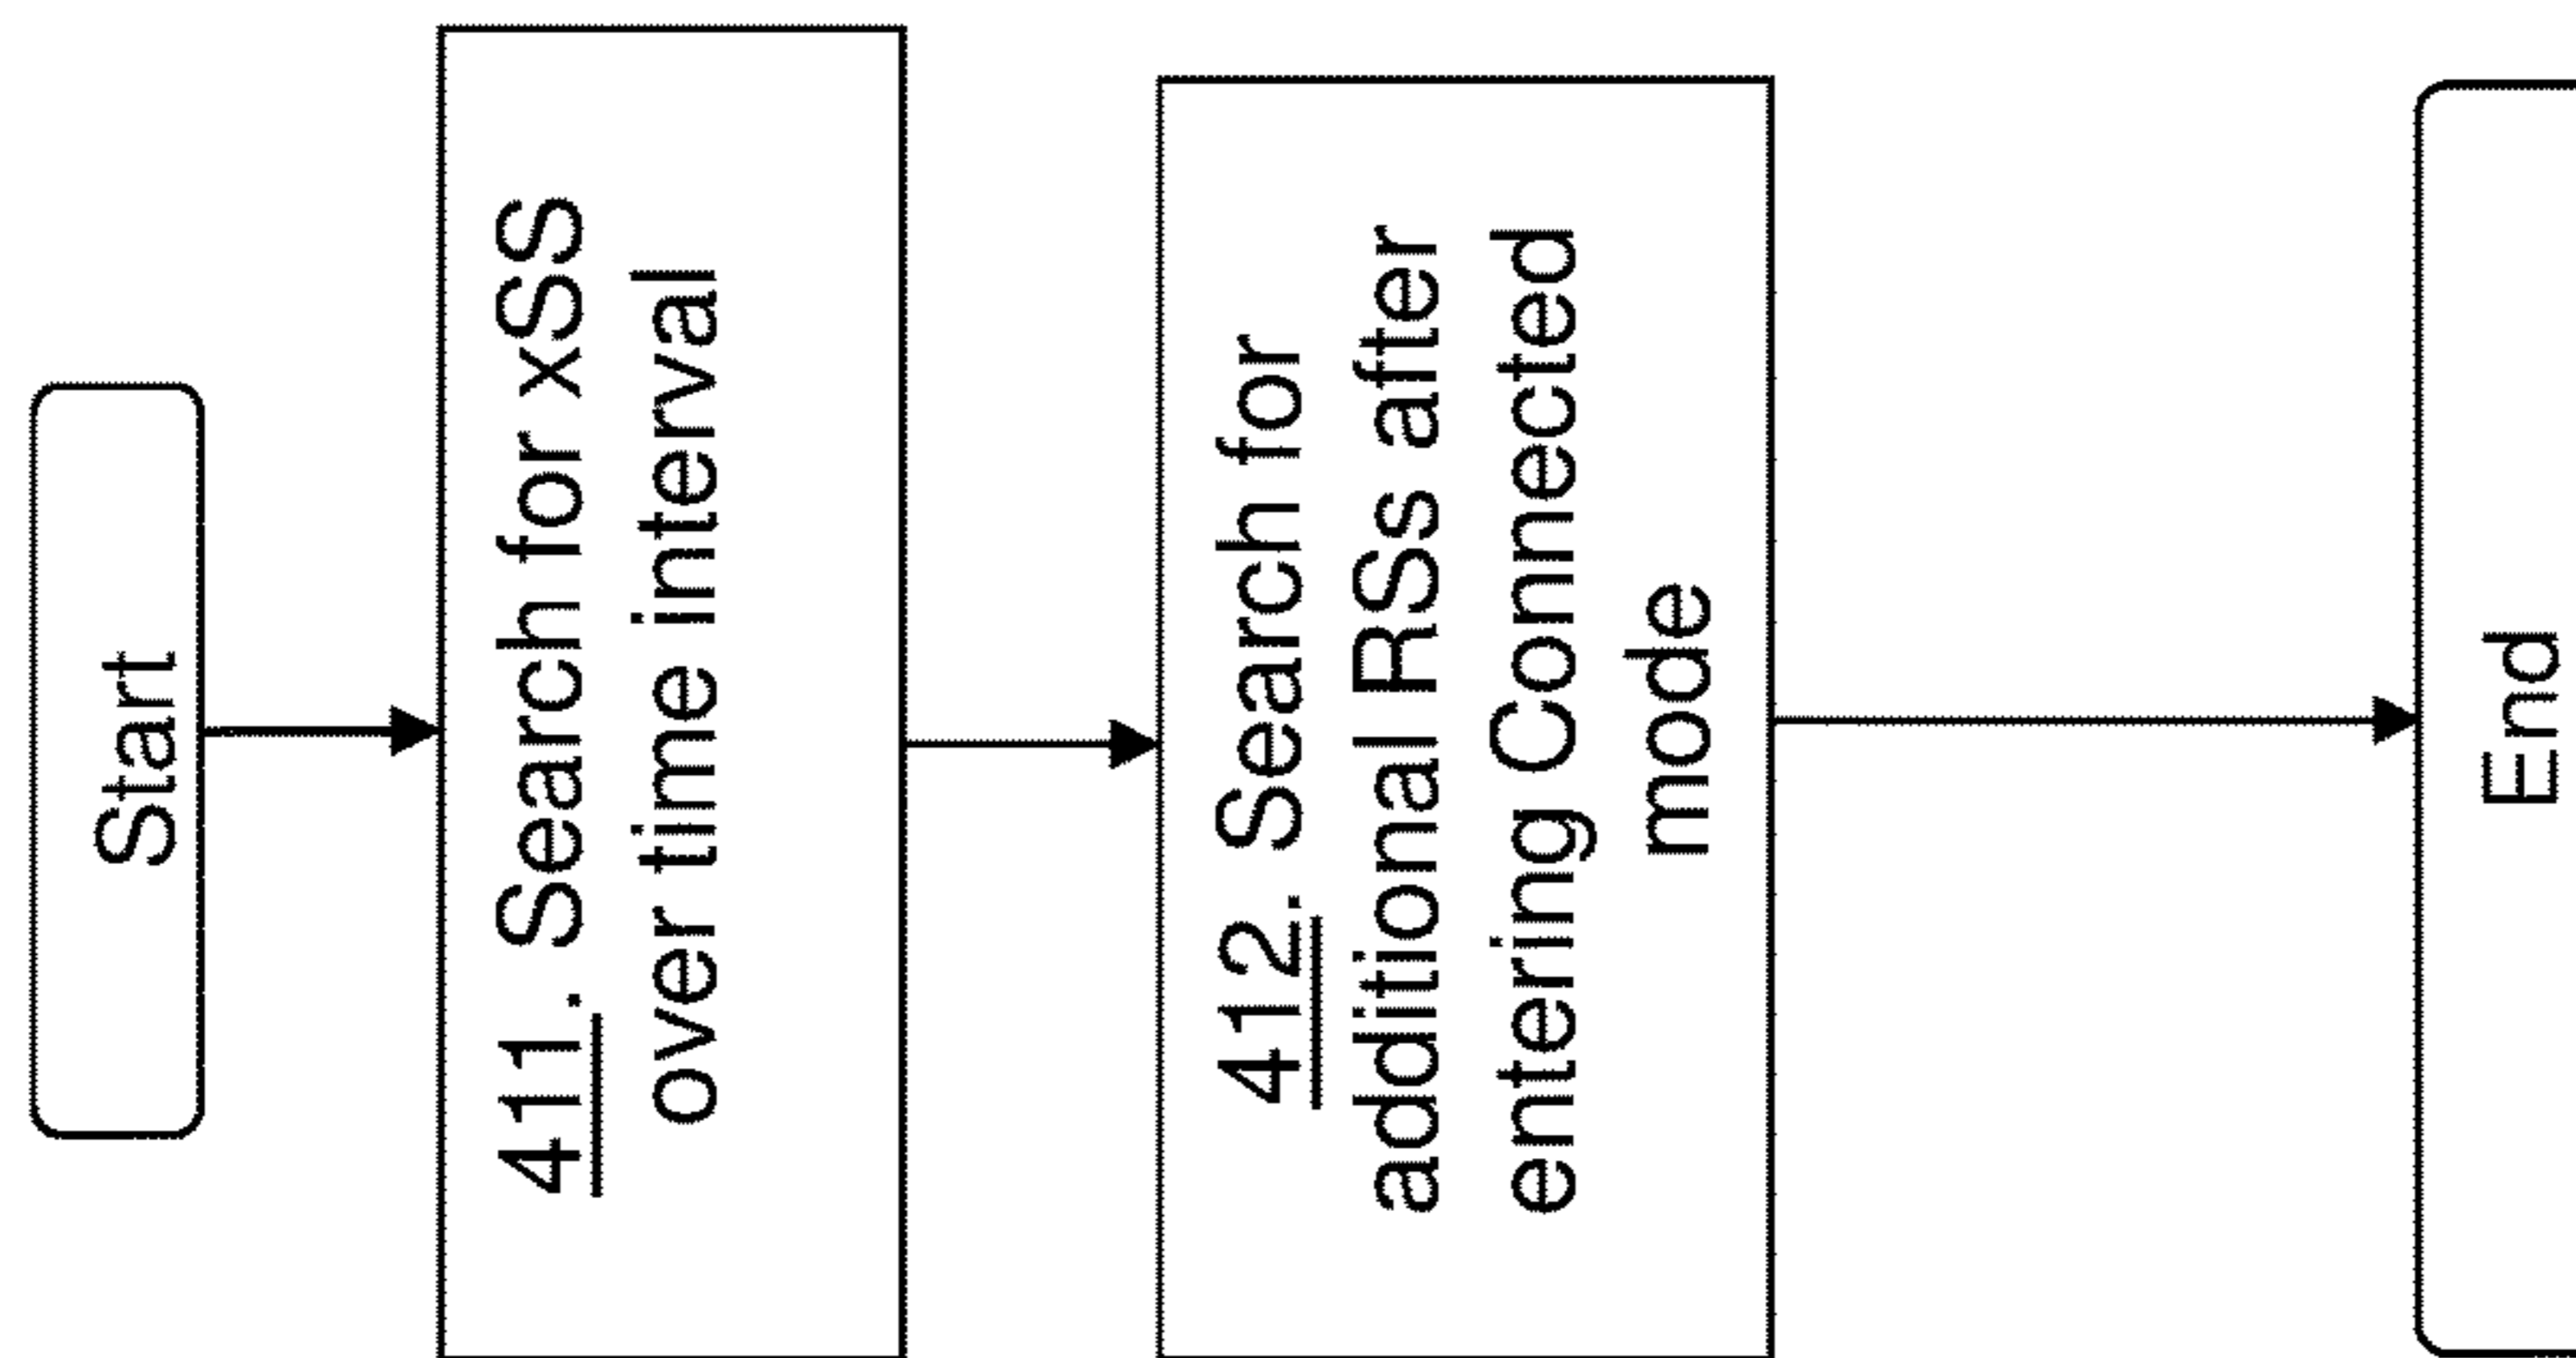 Start
411. Search for xSS
over time interval
412. Search for
additional RSs after
entering Connected
mode
End